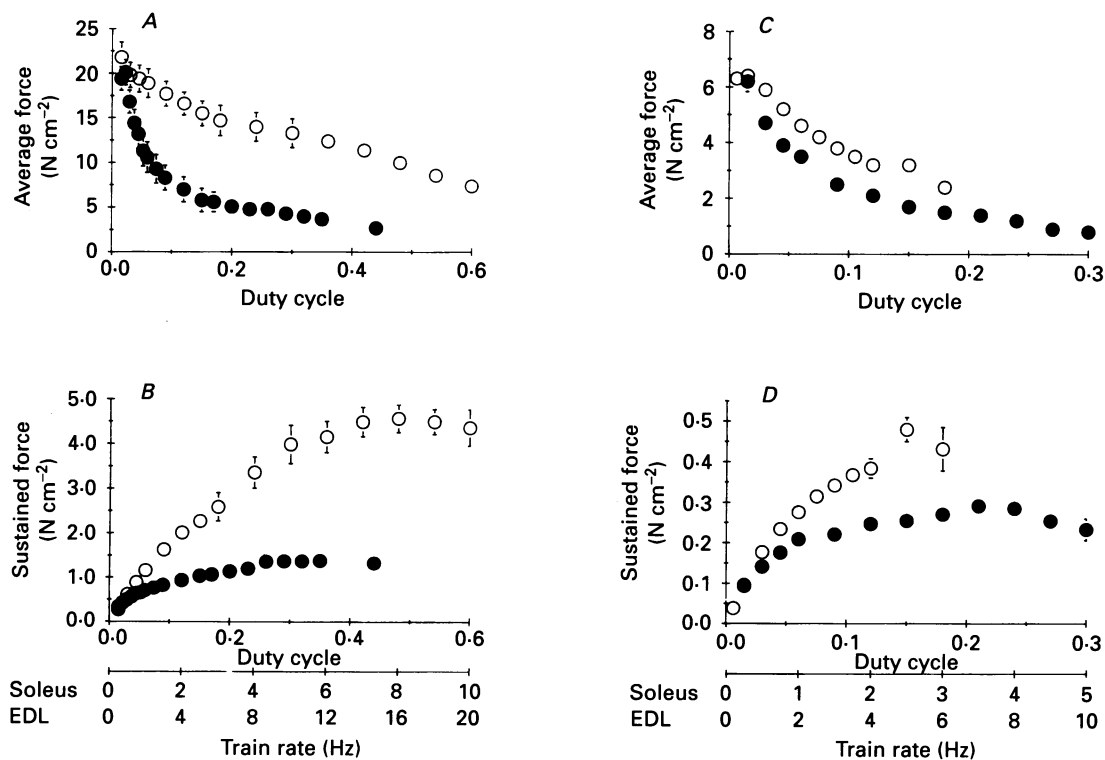 A
25
20
15
10
5
0
Average force
(N cm⁻²)
0·0 0·2 0·4 0·6
Duty cycle
C
8
6
4
2
0
Average force
(N cm⁻²)
0·0 0·1 0·2 0·3
Duty cycle
B
5·0
4·0
3·0
2·0
1·0
0·0
Sustained force
(N cm⁻²)
0·0 0·2 0·4 0·6
Duty cycle
Soleus 0 2 4 6 8 10
EDL 0 4 8 12 16 20
Train rate (Hz)
D
0·5
0·4
0·3
0·2
0·1
0·0
Sustained force
(N cm⁻²)
0·0 0·1 0·2 0·3
Duty cycle
Soleus 0 1 2 3 4 5
EDL 0 2 4 6 8 10
Train rate (Hz)